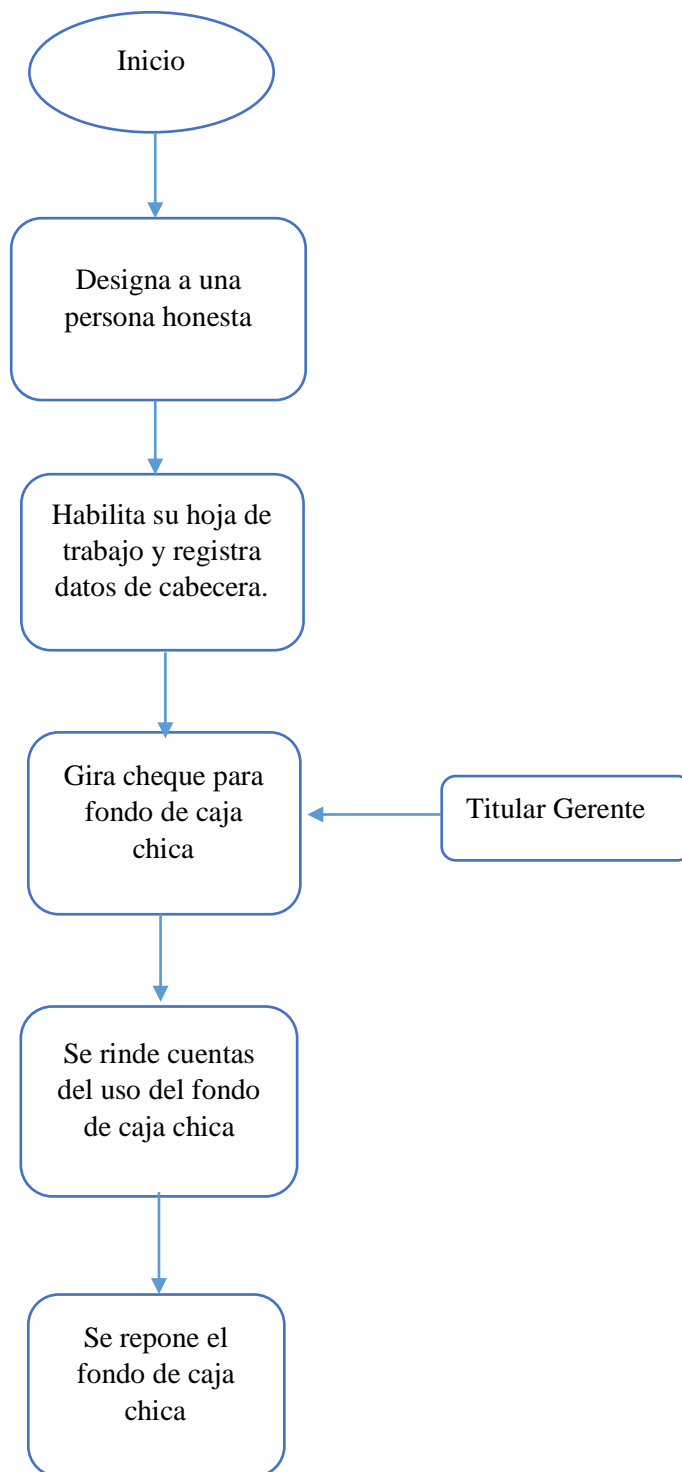 Inicio
Designa a una
persona honesta
Habilita su hoja de
trabajo y registra
datos de cabecera.
Gira cheque para
fondo de caja
chica
Titular Gerente
Se rinde cuentas
del uso del fondo
de caja chica
Se repone el
fondo de caja
chica